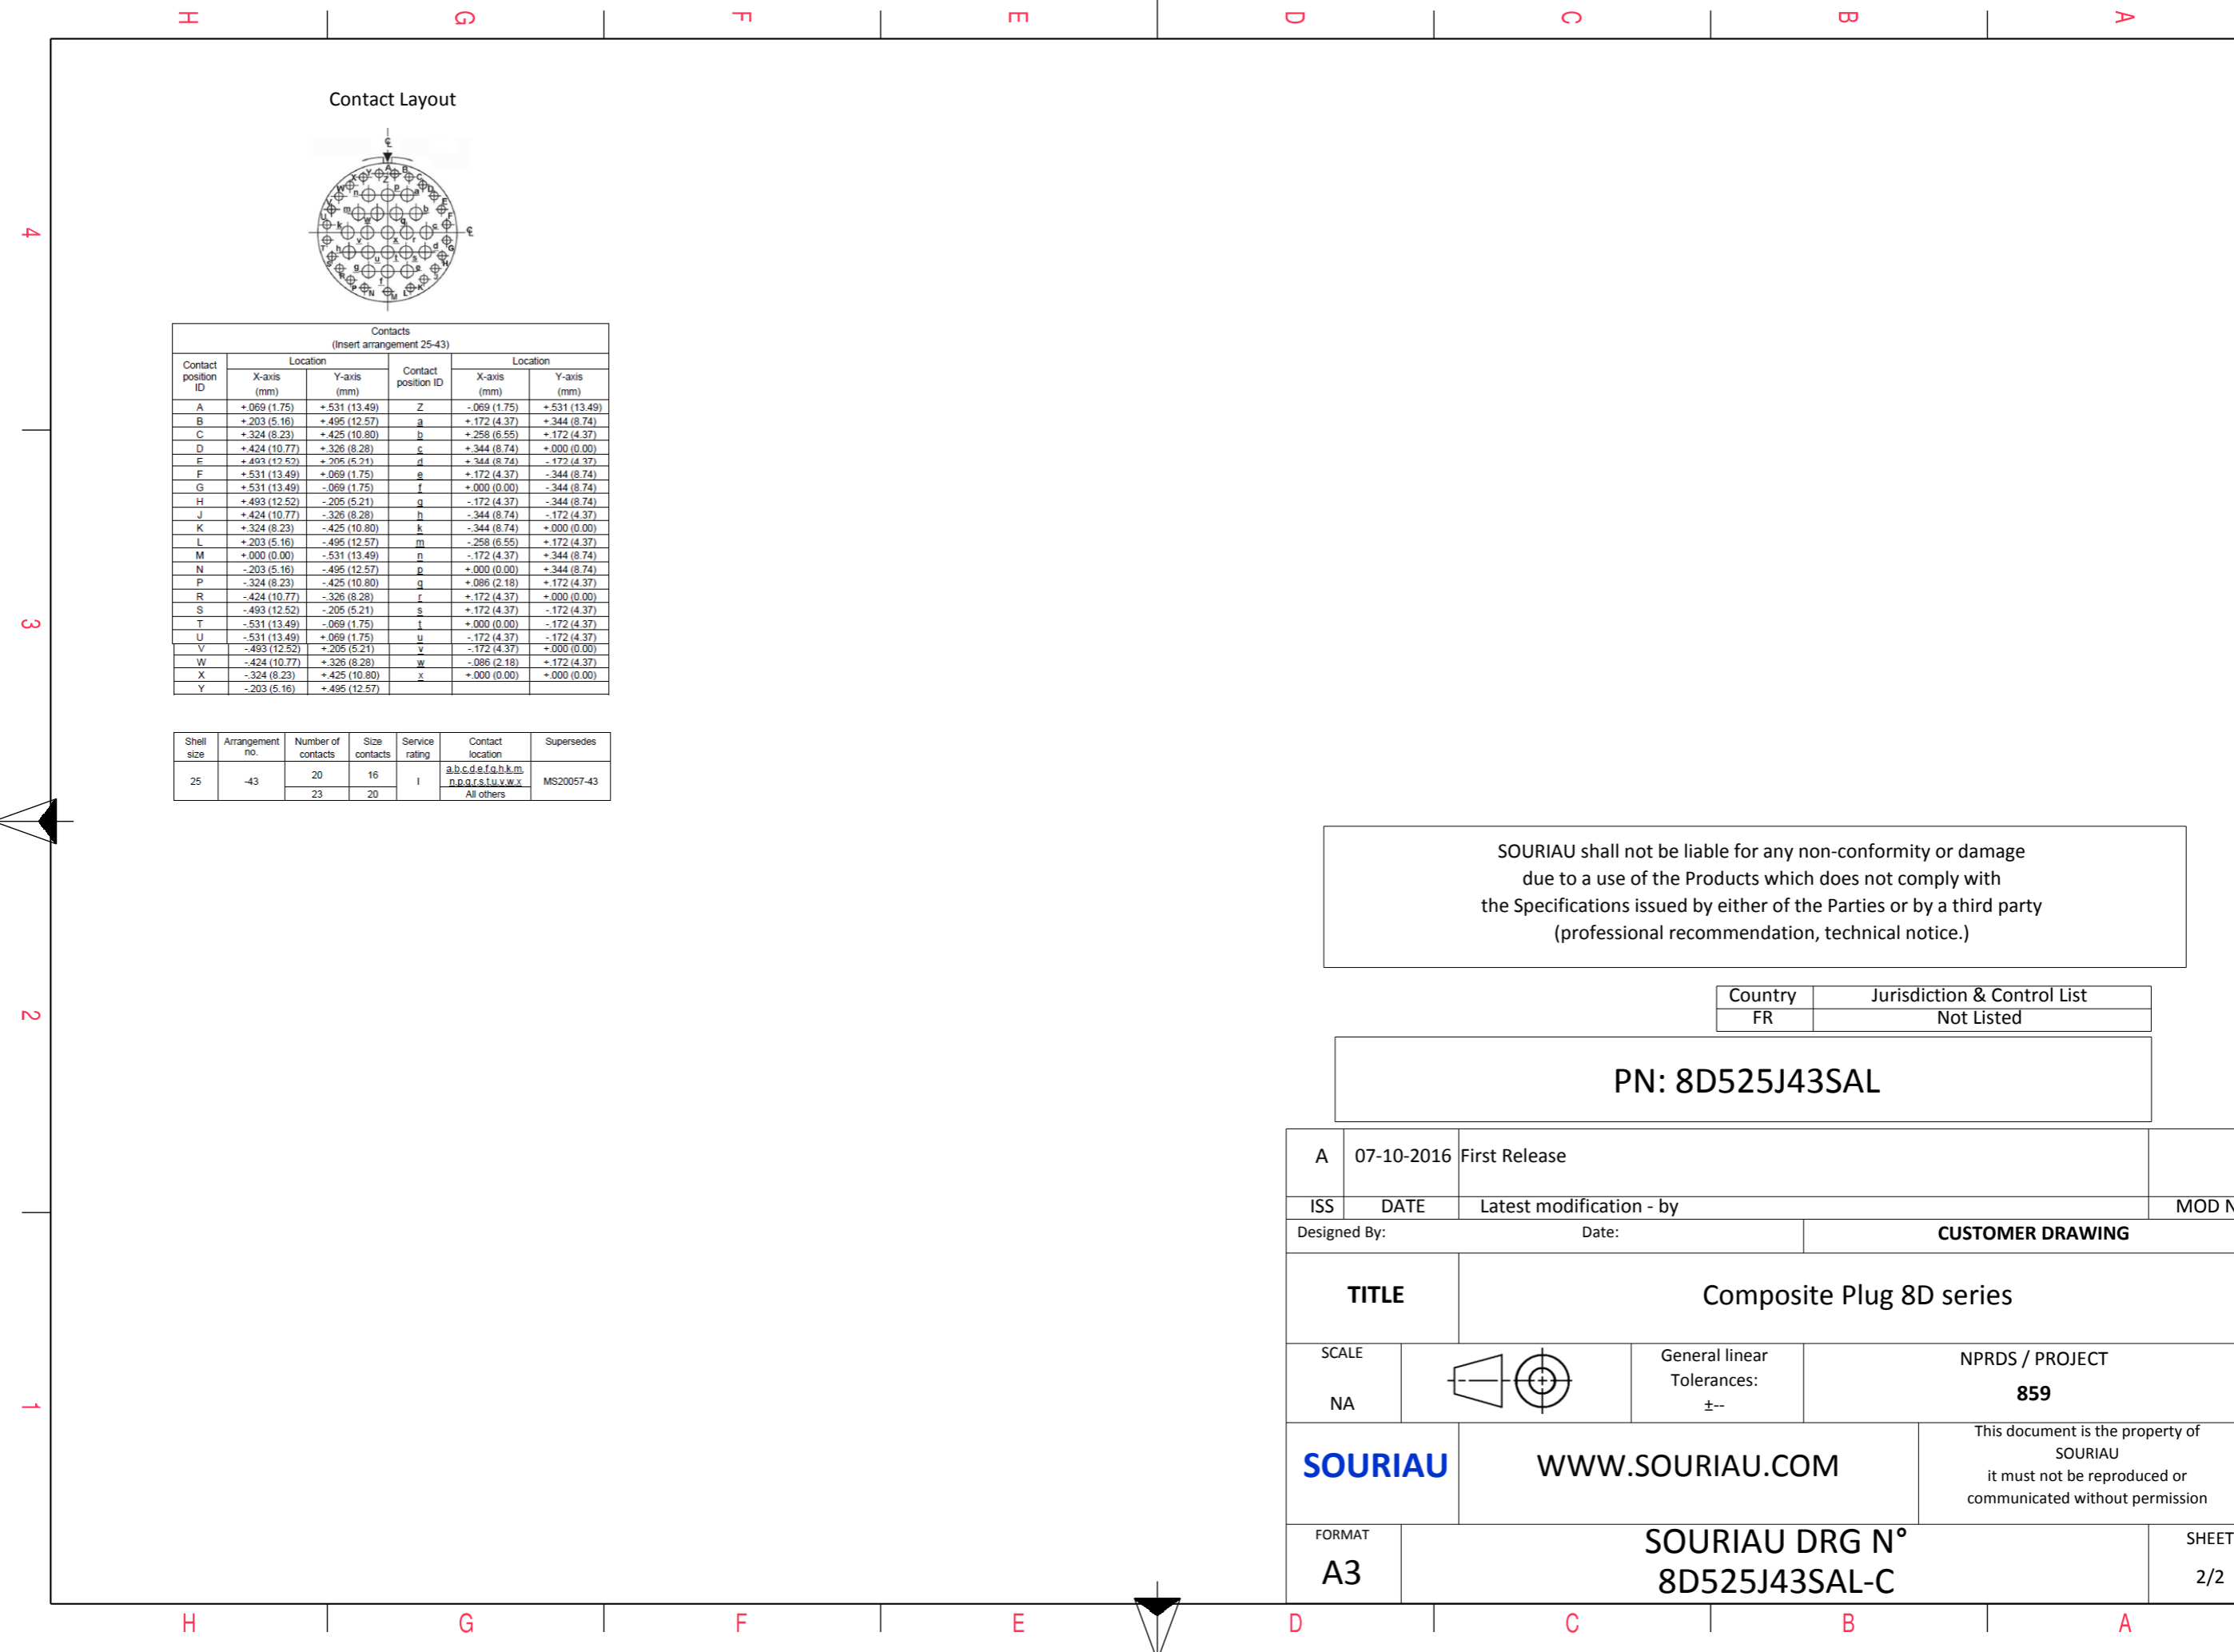 H G F E D C B A
Contact Layout
4
3
2
1
Contacts
(Insert arrangement 25-43)
Contact position ID | Location X-axis (mm) | Location Y-axis (mm) | Contact position ID | Location X-axis (mm) | Location Y-axis (mm)
A +.069 (1.75) +.531 (13.49) Z -.069 (1.75) +.531 (13.49)
B +.203 (5.16) +.495 (12.57) a +.172 (4.37) +.344 (8.74)
C +.324 (8.23) +.425 (10.80) b +.258 (6.55) +.172 (4.37)
D +.424 (10.77) +.326 (8.28) c +.344 (8.74) +.000 (0.00)
E +.493 (12.52) +.205 (5.21) d +.344 (8.74) -.172 (4.37)
F +.531 (13.49) +.069 (1.75) e +.172 (4.37) -.344 (8.74)
G +.531 (13.49) -.069 (1.75) f +.000 (0.00) -.344 (8.74)
H +.493 (12.52) -.205 (5.21) g -.172 (4.37) -.344 (8.74)
J +.424 (10.77) -.326 (8.28) h -.344 (8.74) -.172 (4.37)
K +.324 (8.23) -.425 (10.80) k -.344 (8.74) +.000 (0.00)
L +.203 (5.16) -.495 (12.57) m -.258 (6.55) +.172 (4.37)
M +.000 (0.00) -.531 (13.49) n -.172 (4.37) +.344 (8.74)
N -.203 (5.16) -.495 (12.57) p +.000 (0.00) +.344 (8.74)
P -.324 (8.23) -.425 (10.80) q +.086 (2.18) +.172 (4.37)
R -.424 (10.77) -.326 (8.28) r +.172 (4.37) +.000 (0.00)
S -.493 (12.52) -.205 (5.21) s +.172 (4.37) -.172 (4.37)
T -.531 (13.49) -.069 (1.75) t +.000 (0.00) -.172 (4.37)
U -.531 (13.49) +.069 (1.75) u -.172 (4.37) -.172 (4.37)
V -.493 (12.52) +.205 (5.21) v -.172 (4.37) +.000 (0.00)
W -.424 (10.77) +.326 (8.28) w -.086 (2.18) +.172 (4.37)
X -.324 (8.23) +.425 (10.80) x +.000 (0.00) +.000 (0.00)
Y -.203 (5.16) +.495 (12.57)
Shell size | Arrangement no. | Number of contacts | Size contacts | Service rating | Contact location | Supersedes
25 -43 20 16 I a,b,c,d,e,f,g,h,k,m, n,p,q,r,s,t,u,v,w,x MS20057-43
23 20 All others
SOURIAU shall not be liable for any non-conformity or damage
due to a use of the Products which does not comply with
the Specifications issued by either of the Parties or by a third party
(professional recommendation, technical notice.)
Country Jurisdiction & Control List
FR Not Listed
PN: 8D525J43SAL
A 07-10-2016 First Release
ISS DATE Latest modification - by MOD N
Designed By: Date: CUSTOMER DRAWING
TITLE Composite Plug 8D series
SCALE
NA
General linear
Tolerances:
±--
NPRDS / PROJECT
859
SOURIAU
WWW.SOURIAU.COM
This document is the property of
SOURIAU
it must not be reproduced or
communicated without permission
FORMAT
A3
SOURIAU DRG N°
8D525J43SAL-C
SHEET
2/2
H G F E D C B A